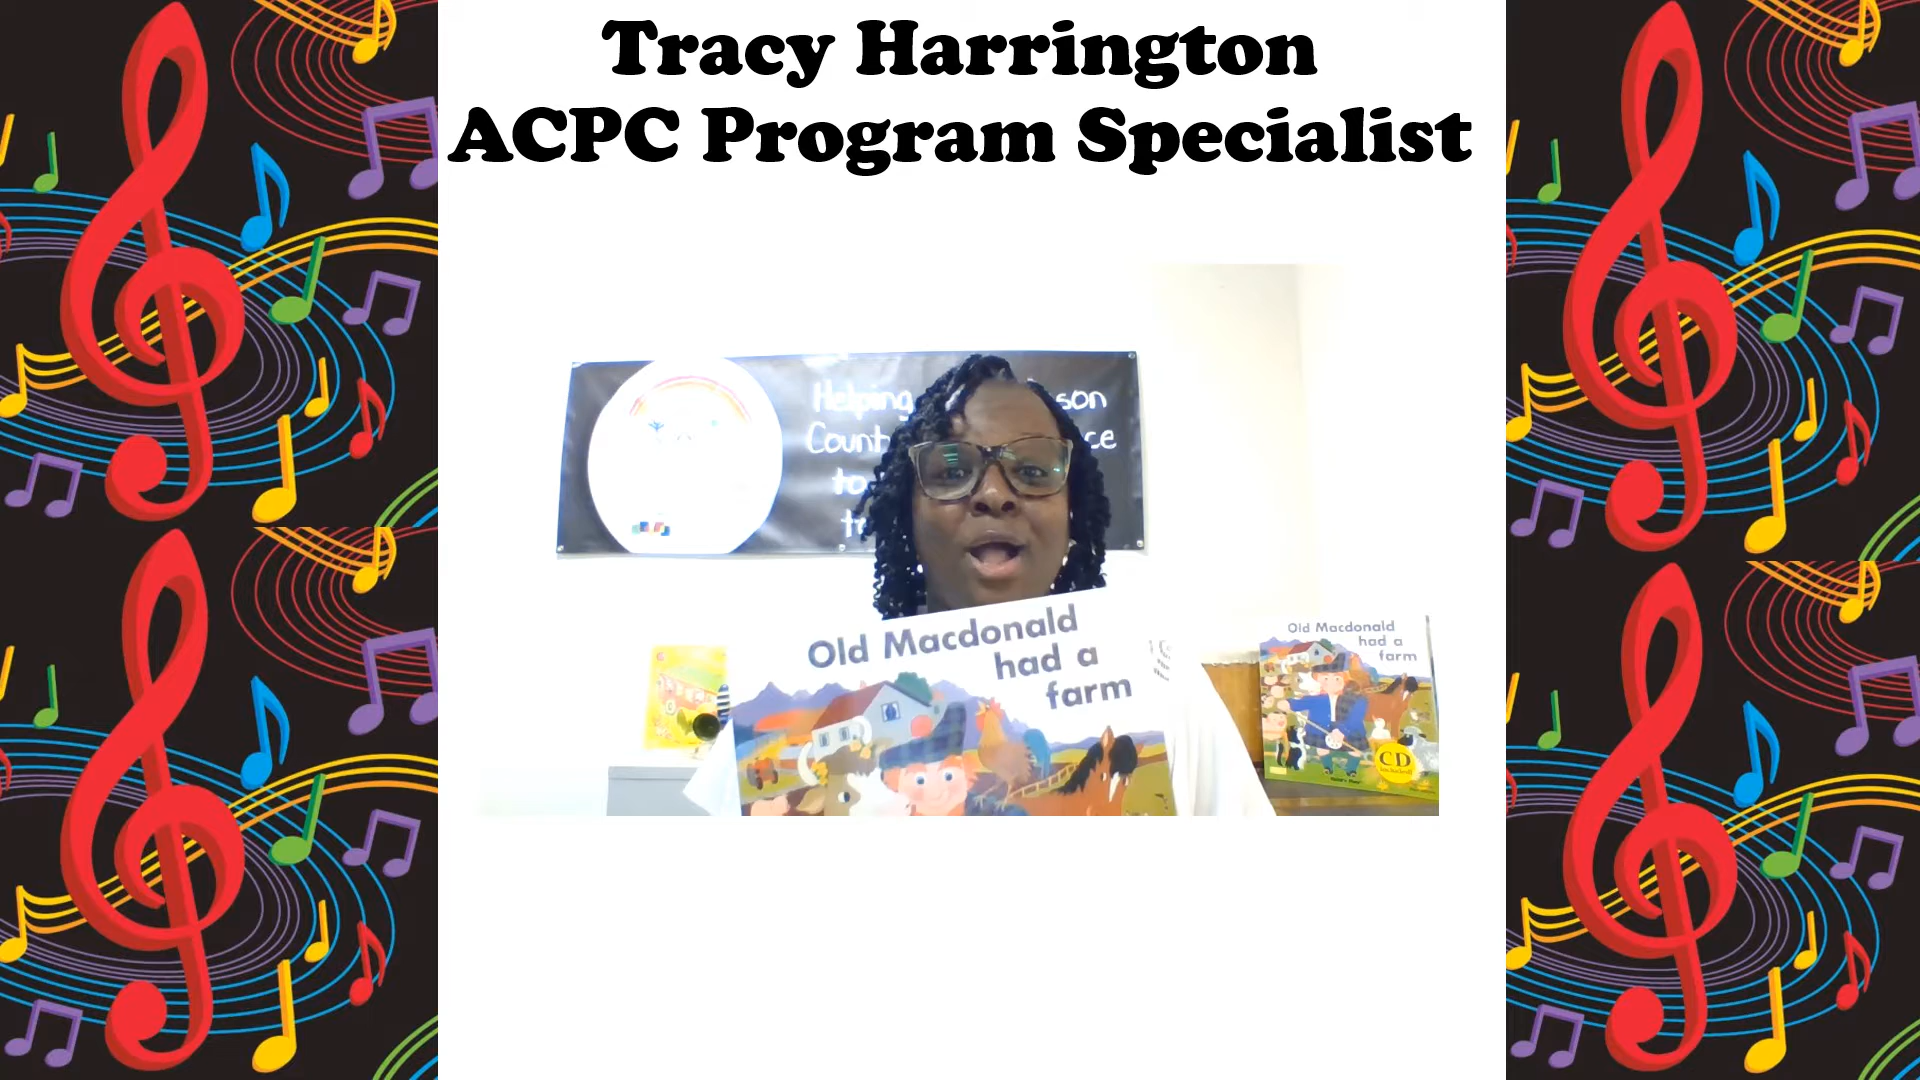 Tracy Harrington
ACPC Program Specialist
Helping son
Count ce
to
Old Macdonald
had a
farm
Old Macdonald
had a
farm
CD